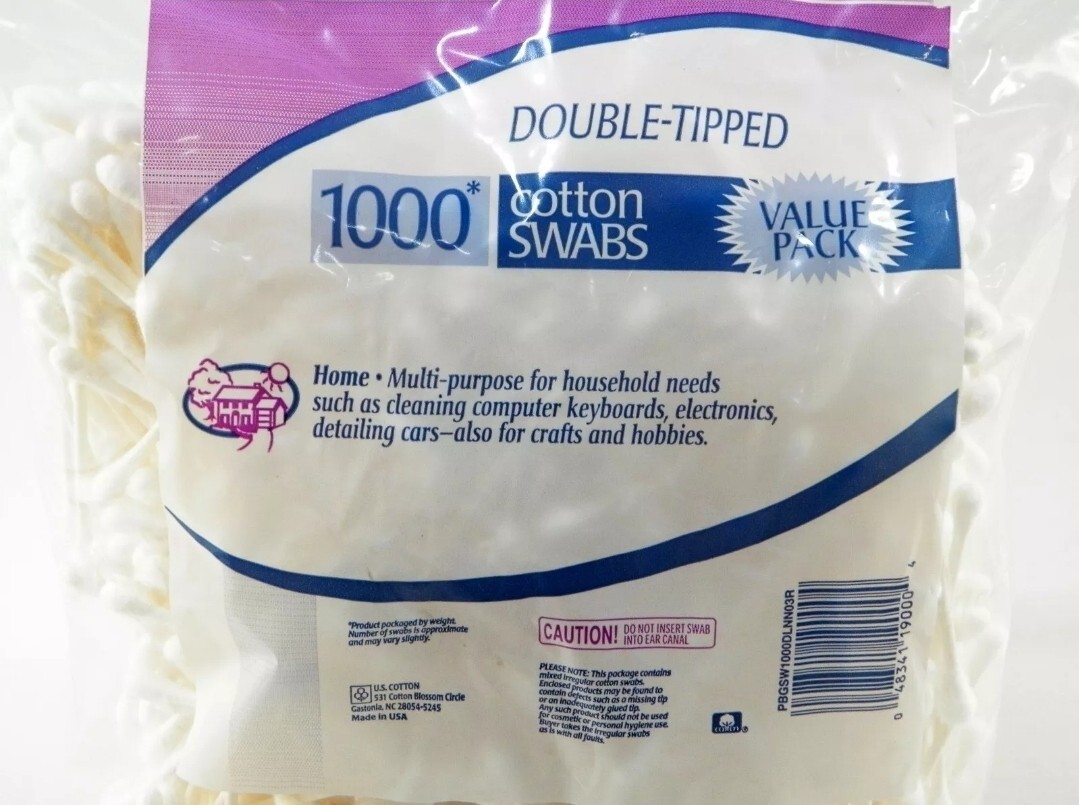 DOUBLE-TIPPED
1000*
cotton
SWABS
VALUE
PACK
Home • Multi-purpose for household needs
such as cleaning computer keyboards, electronics,
detailing cars–also for crafts and hobbies.
*Product packaged by weight.
Number of swabs is approximate
and may vary slightly.
U.S. COTTON
531 Cotton Blossom Circle
Gastonia, NC 28054-5245
Made in USA
CAUTION! DO NOT INSERT SWAB
INTO EAR CANAL
PLEASE NOTE: This package contains
mixed irregular cotton swabs.
Enclosed products may be found to
contain defects such as a missing tip
or an inadequately glued tip.
Any such product should not be used
for cosmetic or personal hygiene use.
Buyer takes the irregular swabs
as is with all faults.
cotton®
PBGSW1000DLNN03R
0 48341 19000 4